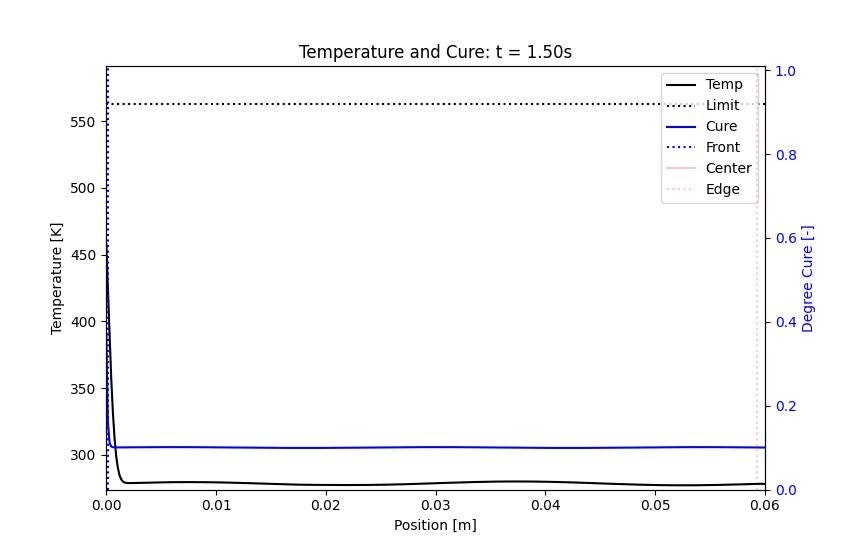 Temperature and Cure: t = 1.50s
Temp
Limit
Cure
Front
Center
Edge
Temperature [K]
550
500
450
400
350
300
1.0
0.8
0.6
0.4
0.2
0.0
Degree Cure [-]
0.00
0.01
0.02
0.03
0.04
0.05
0.06
Position [m]